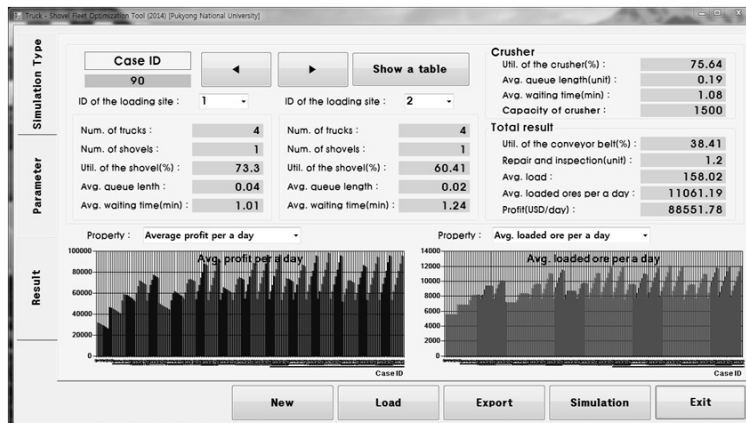 Truck - Shovel Fleet Optimization Tool (2014) [Pukyong National University]
Simulation Type
Parameter
Result
Case ID
90
◄
►
Show a table
ID of the loading site :
1
ID of the loading site :
2
Num. of trucks :
4
Num. of shovels :
1
Util. of the shovel(%) :
73.3
Avg. queue lenth :
0.04
Avg. waiting time(min) :
1.01
Num. of trucks :
4
Num. of shovels :
1
Util. of the shovel(%) :
60.41
Avg. queue length :
0.02
Avg. waiting time(min) :
1.24
Crusher
Util. of the crusher(%) :
75.64
Avg. queue length(unit) :
0.19
Avg. waiting time(min) :
1.08
Capacity of crusher :
1500
Total result
Util. of the conveyor belt(%) :
38.41
Repair and inspection(unit) :
1.2
Avg. load :
158.02
Avg. loaded ores per a day :
11061.19
Profit(USD/day) :
88551.78
Property :
Average profit per a day
Avg. profit per a day
100000
80000
60000
40000
20000
0
Case ID
Property :
Avg. loaded ore per a day
Avg. loaded ore per a day
14000
12000
10000
8000
6000
4000
2000
0
Case ID
New
Load
Export
Simulation
Exit